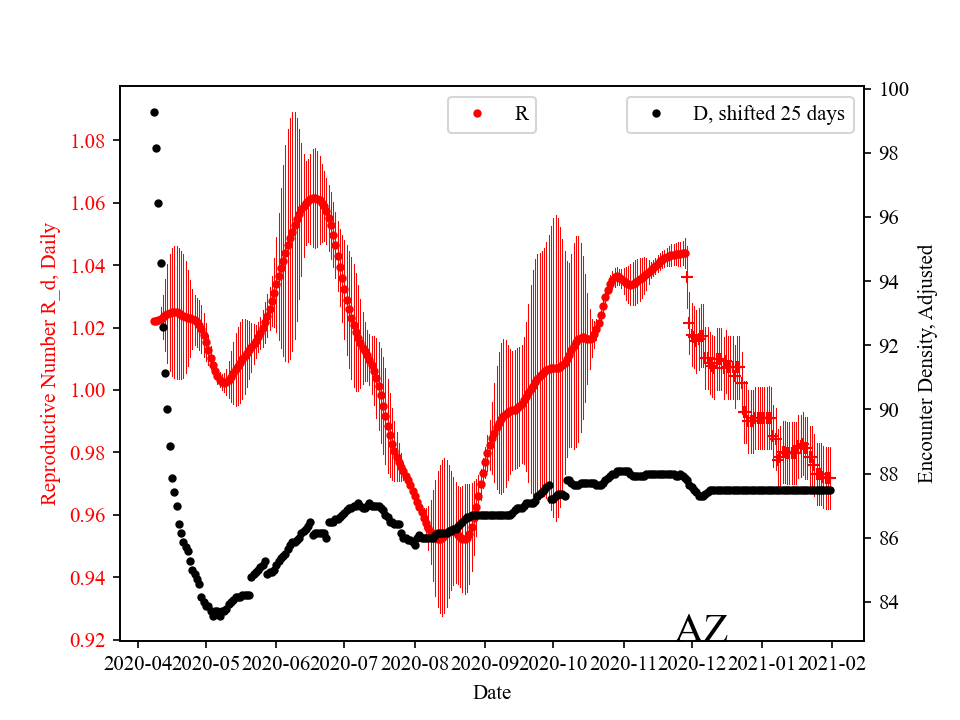 R
D, shifted 25 days
1.08
1.06
1.04
1.02
1.00
0.98
0.96
0.94
0.92
Reproductive Number R_d, Daily
100
98
96
94
92
90
88
86
84
Encounter Density, Adjusted
AZ
2020-04 2020-05 2020-06 2020-07 2020-08 2020-09 2020-10 2020-11 2020-12 2021-01 2021-02
Date